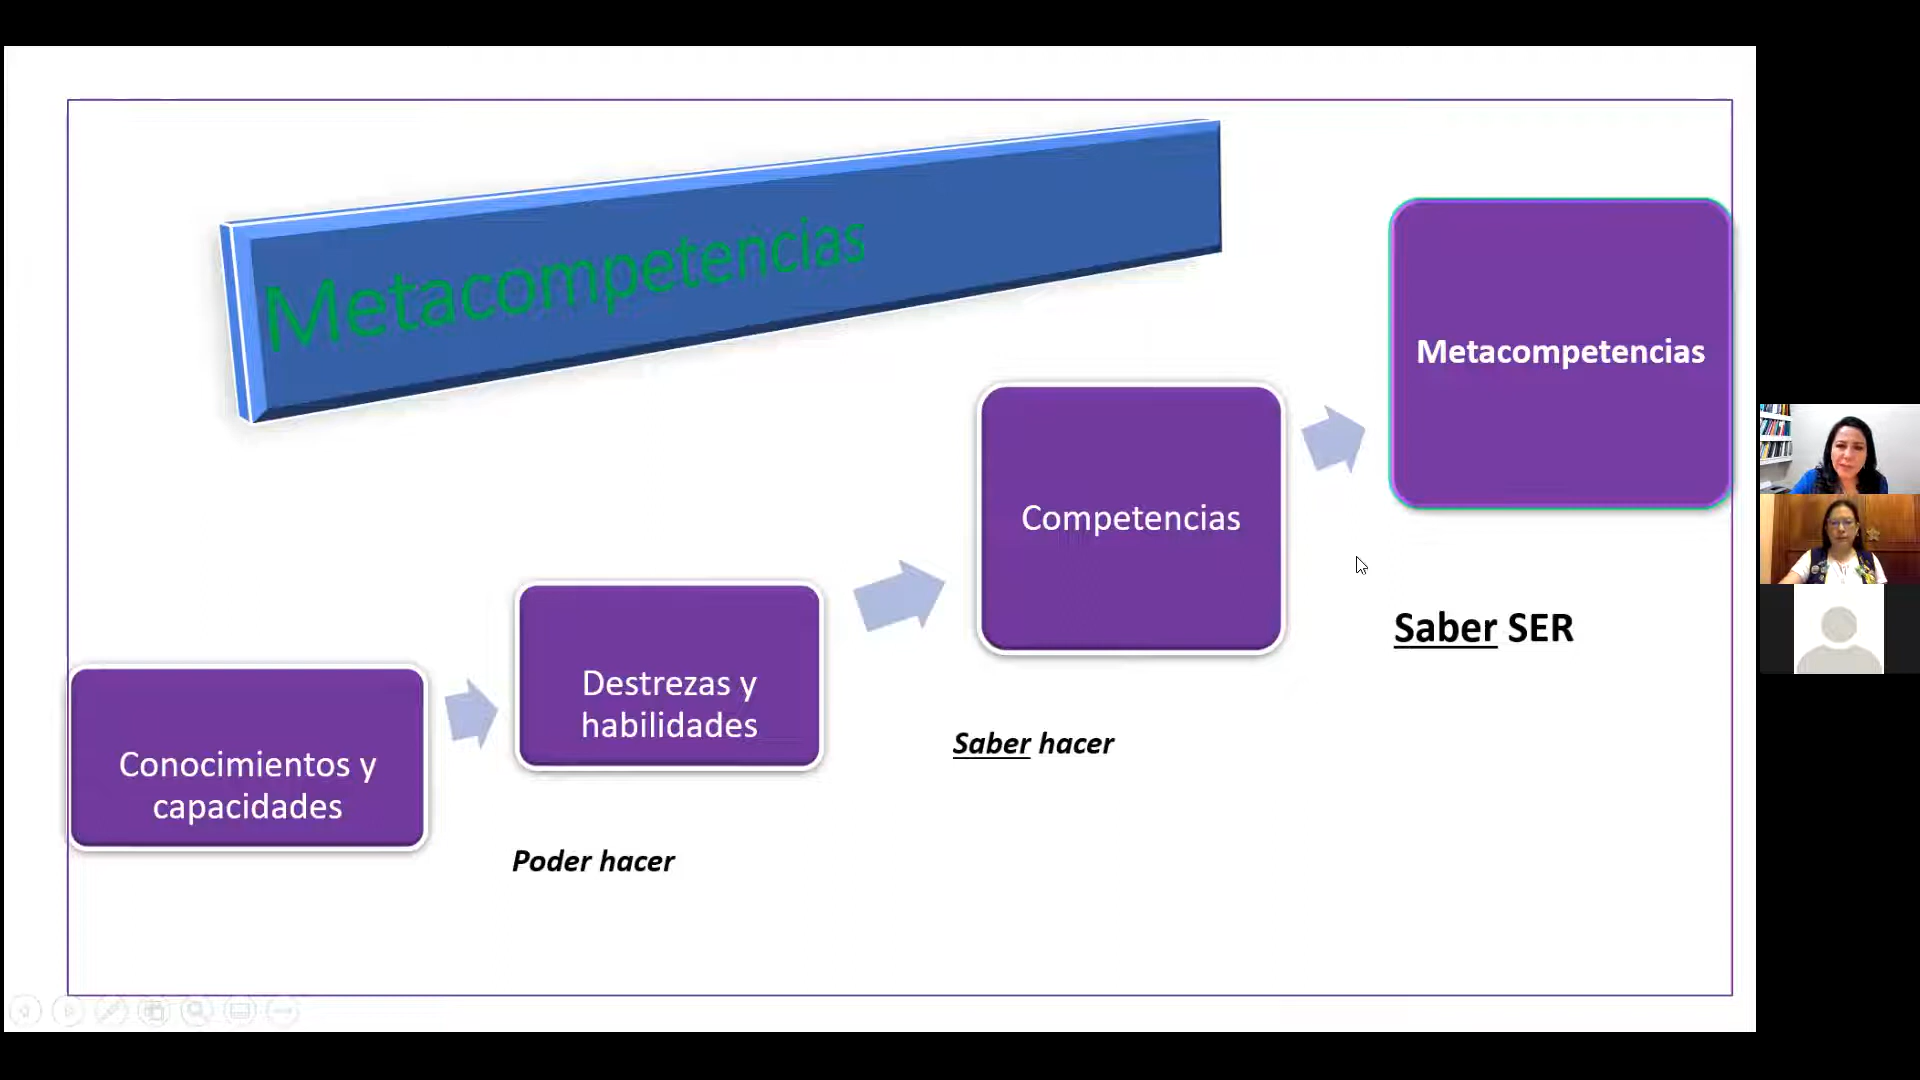 Metacompetencias
Metacompetencias
Competencias
Saber SER
Destrezas y
habilidades
Saber hacer
Conocimientos y
capacidades
Poder hacer